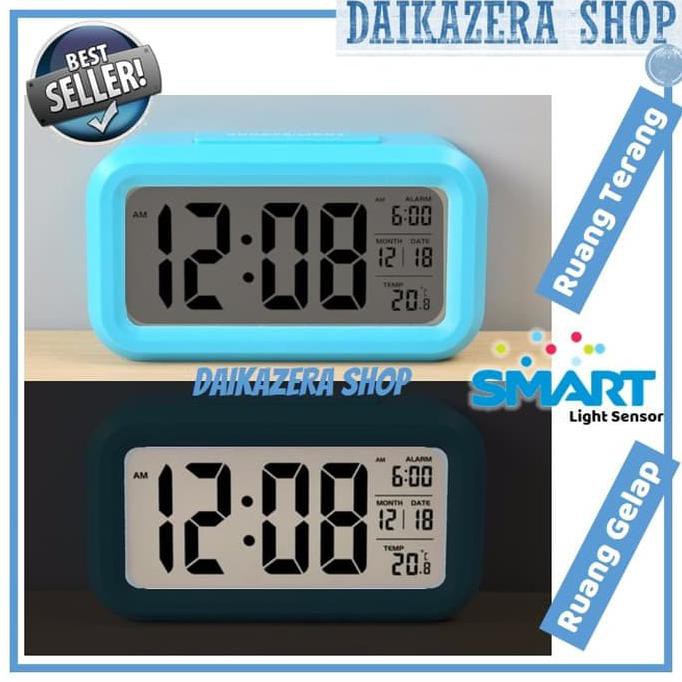 DAIKAZERA SHOP
BEST
SELLER!
Ruang Terang
AM
12:08
AM ALARM
6:00
MONTH DATE
12 18
TEMP
20.8 °C
DAIKAZERA SHOP
SMART
Light Sensor
AM
12:08
AM ALARM
6:00
MONTH DATE
12 18
TEMP
20.8 °C
Ruang Gelap